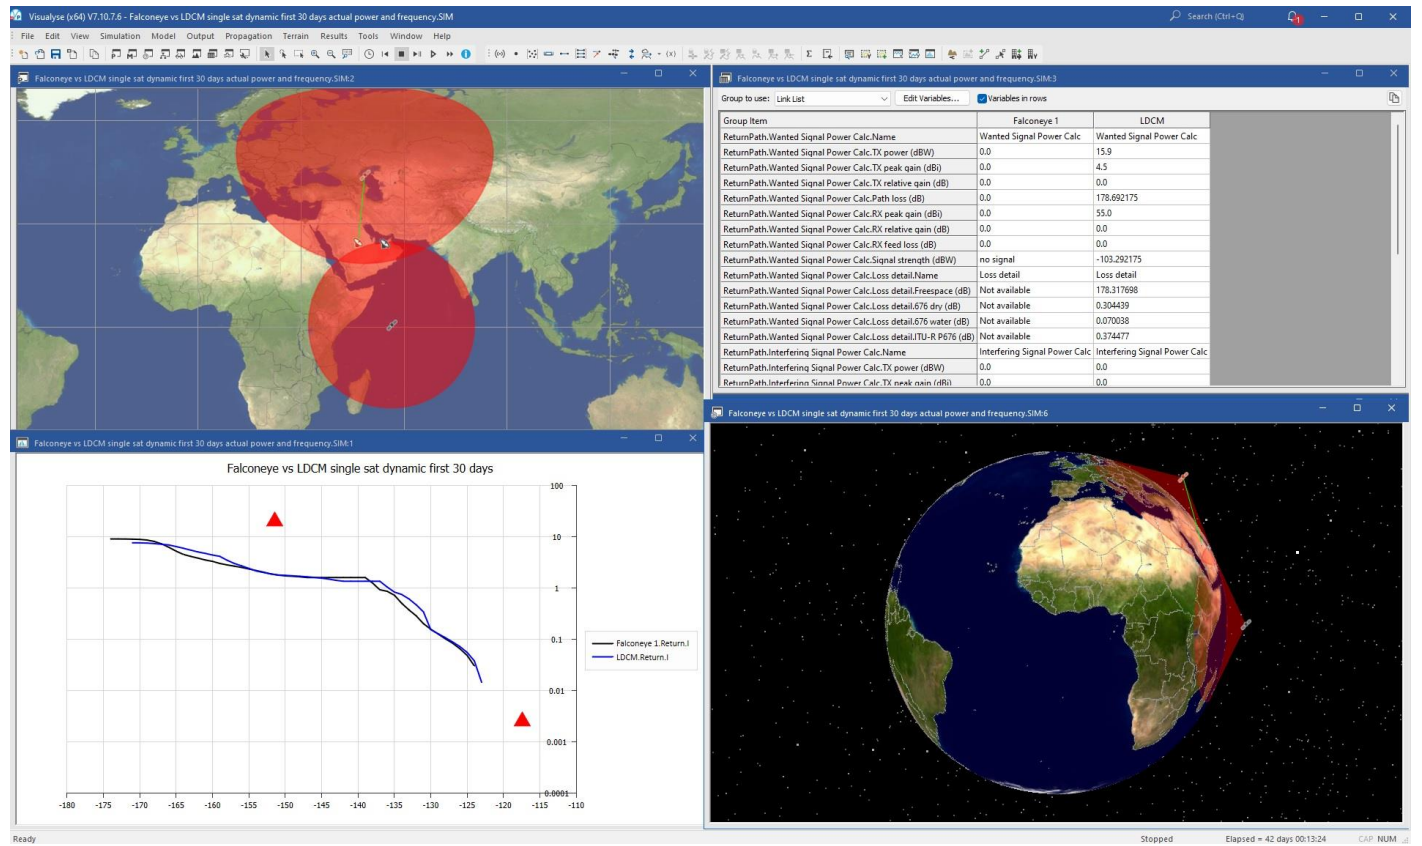 Visualyse (x64) V7.10.7.6 - Falconeye vs LDCM single sat dynamic first 30 days actual power and frequency.SIM
Search (Ctrl+Q)
1
File Edit View Simulation Model Output Propagation Terrain Results Tools Window Help
Falconeye vs LDCM single sat dynamic first 30 days actual power and frequency.SIM:2
Falconeye vs LDCM single sat dynamic first 30 days actual power and frequency.SIM:3
Group to use: Link List Edit Variables... Variables in rows
Group Item Falconeye 1 LDCM
ReturnPath.Wanted Signal Power Calc.Name Wanted Signal Power Calc Wanted Signal Power Calc
ReturnPath.Wanted Signal Power Calc.TX power (dBW) 0.0 15.9
ReturnPath.Wanted Signal Power Calc.TX peak gain (dBi) 0.0 4.5
ReturnPath.Wanted Signal Power Calc.TX relative gain (dB) 0.0 0.0
ReturnPath.Wanted Signal Power Calc.Path loss (dB) 0.0 178.692175
ReturnPath.Wanted Signal Power Calc.RX peak gain (dBi) 0.0 55.0
ReturnPath.Wanted Signal Power Calc.RX relative gain (dB) 0.0 0.0
ReturnPath.Wanted Signal Power Calc.RX feed loss (dB) 0.0 0.0
ReturnPath.Wanted Signal Power Calc.Signal strength (dBW) no signal -103.292175
ReturnPath.Wanted Signal Power Calc.Loss detail.Name Loss detail Loss detail
ReturnPath.Wanted Signal Power Calc.Loss detail.Freespace (dB) Not available 178.317698
ReturnPath.Wanted Signal Power Calc.Loss detail.676 dry (dB) Not available 0.304439
ReturnPath.Wanted Signal Power Calc.Loss detail.676 water (dB) Not available 0.070038
ReturnPath.Wanted Signal Power Calc.Loss detail.ITU-R P676 (dB) Not available 0.374477
ReturnPath.Interfering Signal Power Calc.Name Interfering Signal Power Calc Interfering Signal Power Calc
ReturnPath.Interfering Signal Power Calc.TX power (dBW) 0.0 0.0
ReturnPath.Interfering Signal Power Calc.TX peak gain (dBi) 0.0 0.0
Falconeye vs LDCM single sat dynamic first 30 days actual power and frequency.SIM:1
Falconeye vs LDCM single sat dynamic first 30 days
100
10
1
0.1
0.01
0.001
0.0001
Falconeye 1.Return.I
LDCM.Return.I
-180 -175 -170 -165 -160 -155 -150 -145 -140 -135 -130 -125 -120 -115 -110
Falconeye vs LDCM single sat dynamic first 30 days actual power and frequency.SIM:6
Ready Stopped Elapsed = 42 days 00:13:24 CAP NUM